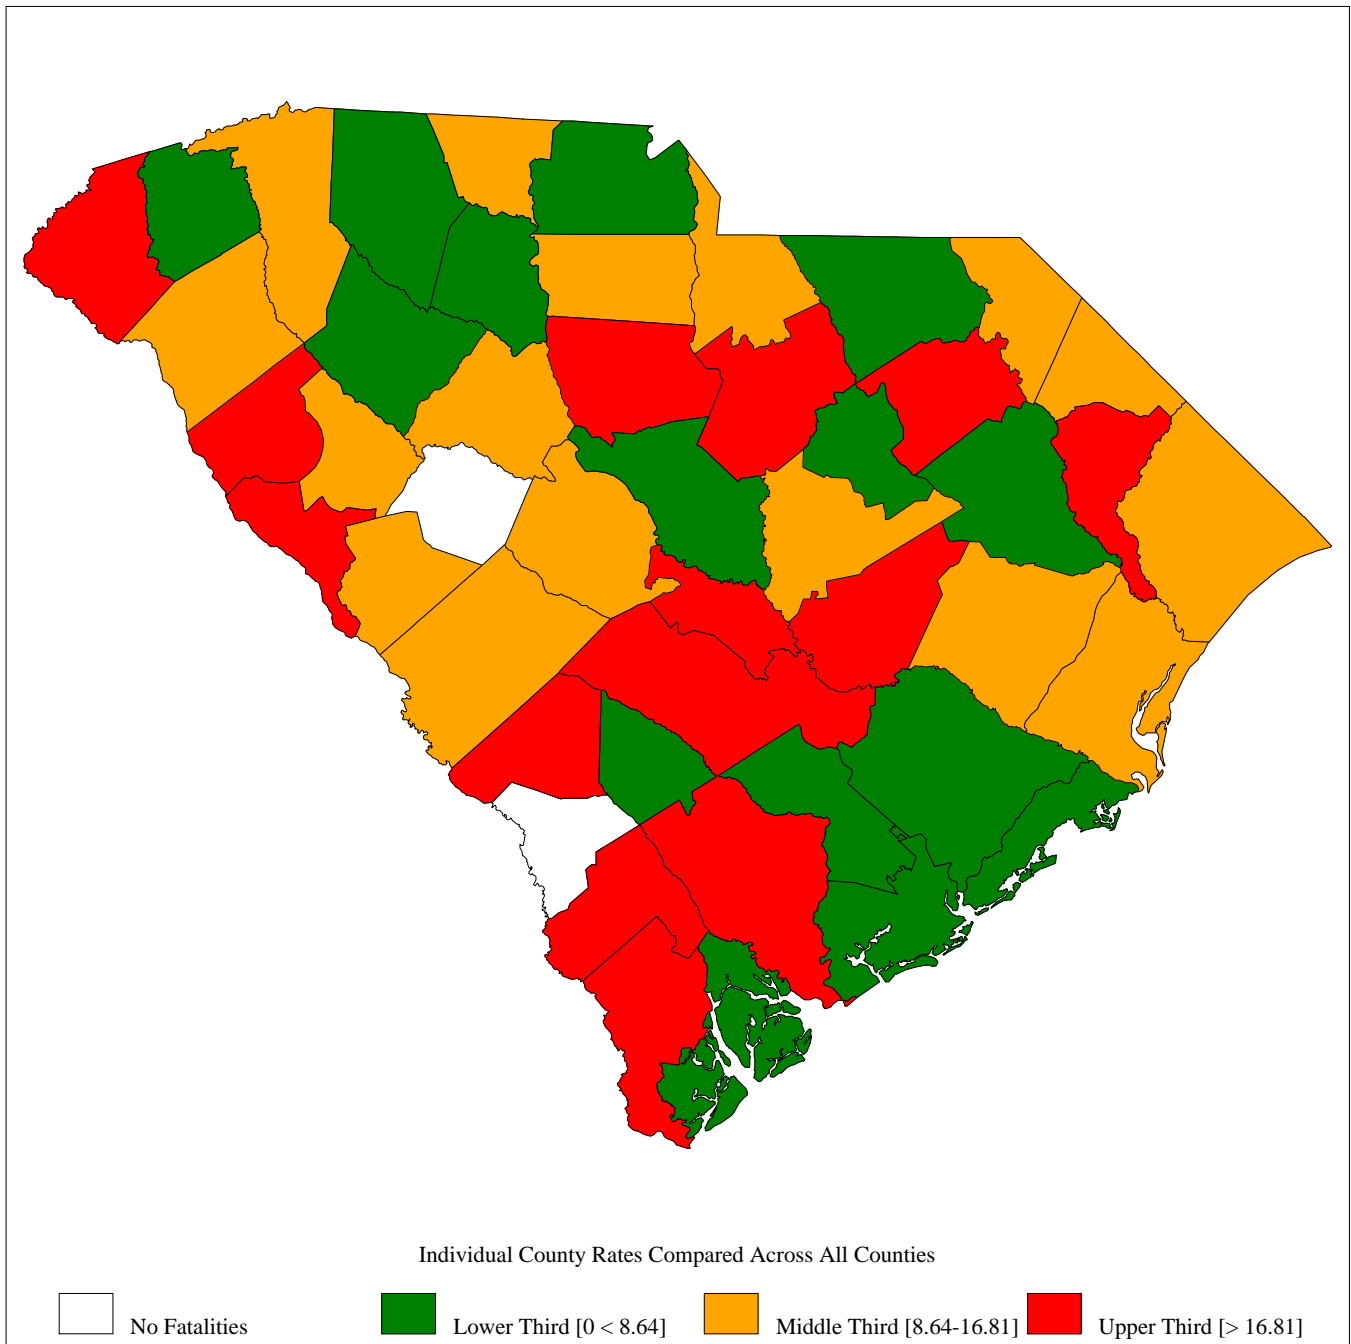 Individual County Rates Compared Across All Counties
No Fatalities Lower Third [0 < 8.64] Middle Third [8.64-16.81] Upper Third [> 16.81]